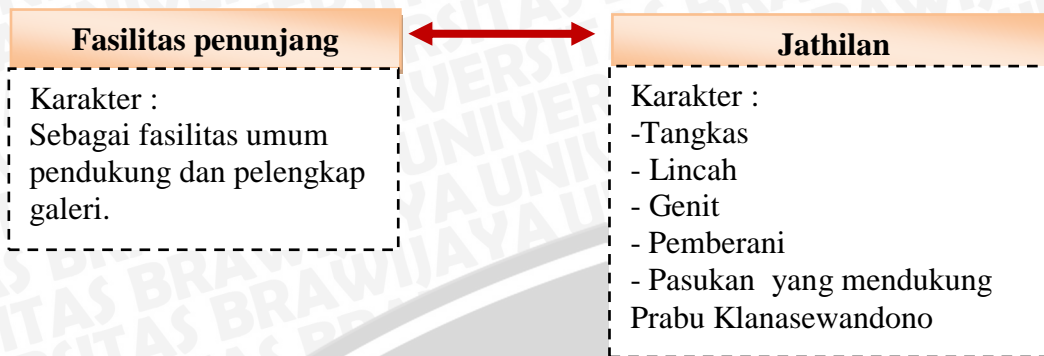 Fasilitas penunjang
Karakter :
Sebagai fasilitas umum
pendukung dan pelengkap
galeri.
Jathilan
Karakter :
-Tangkas
- Lincah
- Genit
- Pemberani
- Pasukan yang mendukung
Prabu Klanasewandono